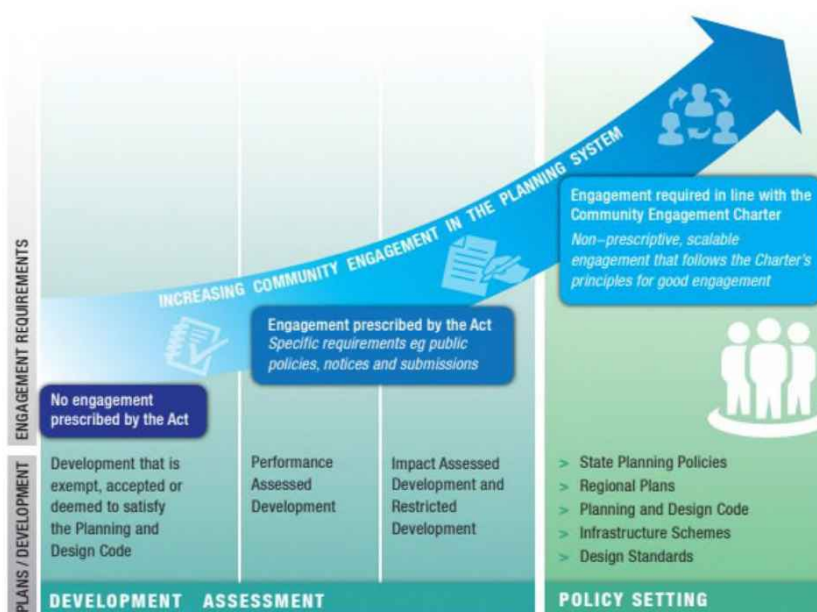 INCREASING COMMUNITY ENGAGEMENT IN THE PLANNING SYSTEM
ENGAGEMENT REQUIREMENTS
Engagement required in line with the
Community Engagement Charter
Non–prescriptive, scalable
engagement that follows the Charter's
principles for good engagement
Engagement prescribed by the Act
Specific requirements eg public
policies, notices and submissions
No engagement
prescribed by the Act
PLANS / DEVELOPMENT
Development that is
exempt, accepted or
deemed to satisfy
the Planning and
Design Code
Performance
Assessed
Development
Impact Assessed
Development and
Restricted
Development
> State Planning Policies
> Regional Plans
> Planning and Design Code
> Infrastructure Schemes
> Design Standards
DEVELOPMENT ASSESSMENT
POLICY SETTING